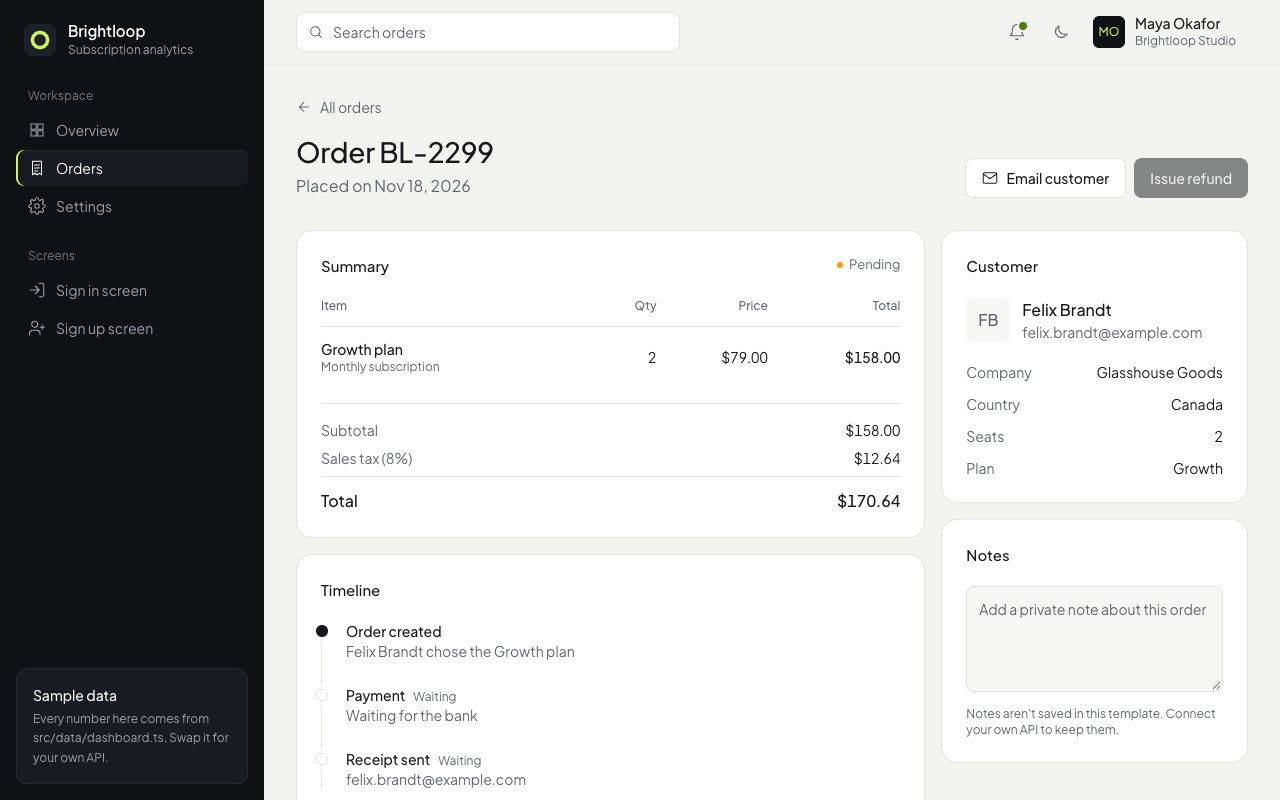 Brightloop
Subscription analytics
Workspace
Overview
Orders
Settings
Screens
Sign in screen
Sign up screen
Sample data
Every number here comes from
src/data/dashboard.ts. Swap it for
your own API.
Search orders
MO
Maya Okafor
Brightloop Studio
All orders
Order BL-2299
Placed on Nov 18, 2026
Email customer
Issue refund
Summary
Pending
Item Qty Price Total
Growth plan
Monthly subscription
2 $79.00 $158.00
Subtotal $158.00
Sales tax (8%) $12.64
Total $170.64
Timeline
Order created
Felix Brandt chose the Growth plan
Payment Waiting
Waiting for the bank
Receipt sent Waiting
felix.brandt@example.com
Customer
FB
Felix Brandt
felix.brandt@example.com
Company Glasshouse Goods
Country Canada
Seats 2
Plan Growth
Notes
Add a private note about this order
Notes aren't saved in this template. Connect
your own API to keep them.